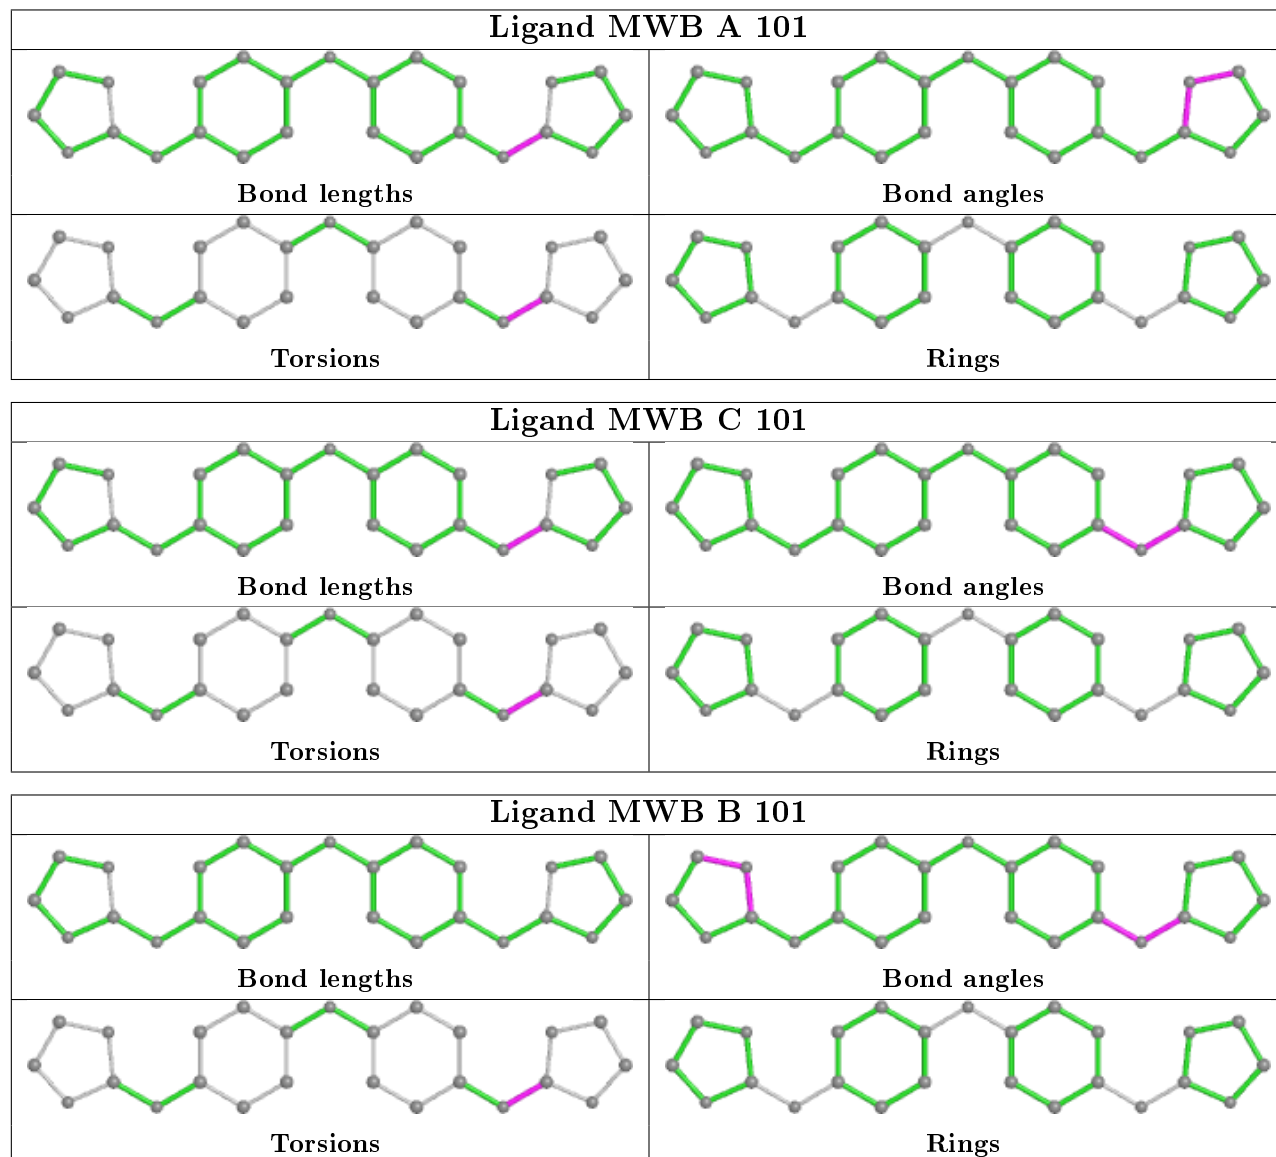 Ligand MWB A 101
Bond lengths
Bond angles
Torsions
Rings
Ligand MWB C 101
Bond lengths
Bond angles
Torsions
Rings
Ligand MWB B 101
Bond lengths
Bond angles
Torsions
Rings